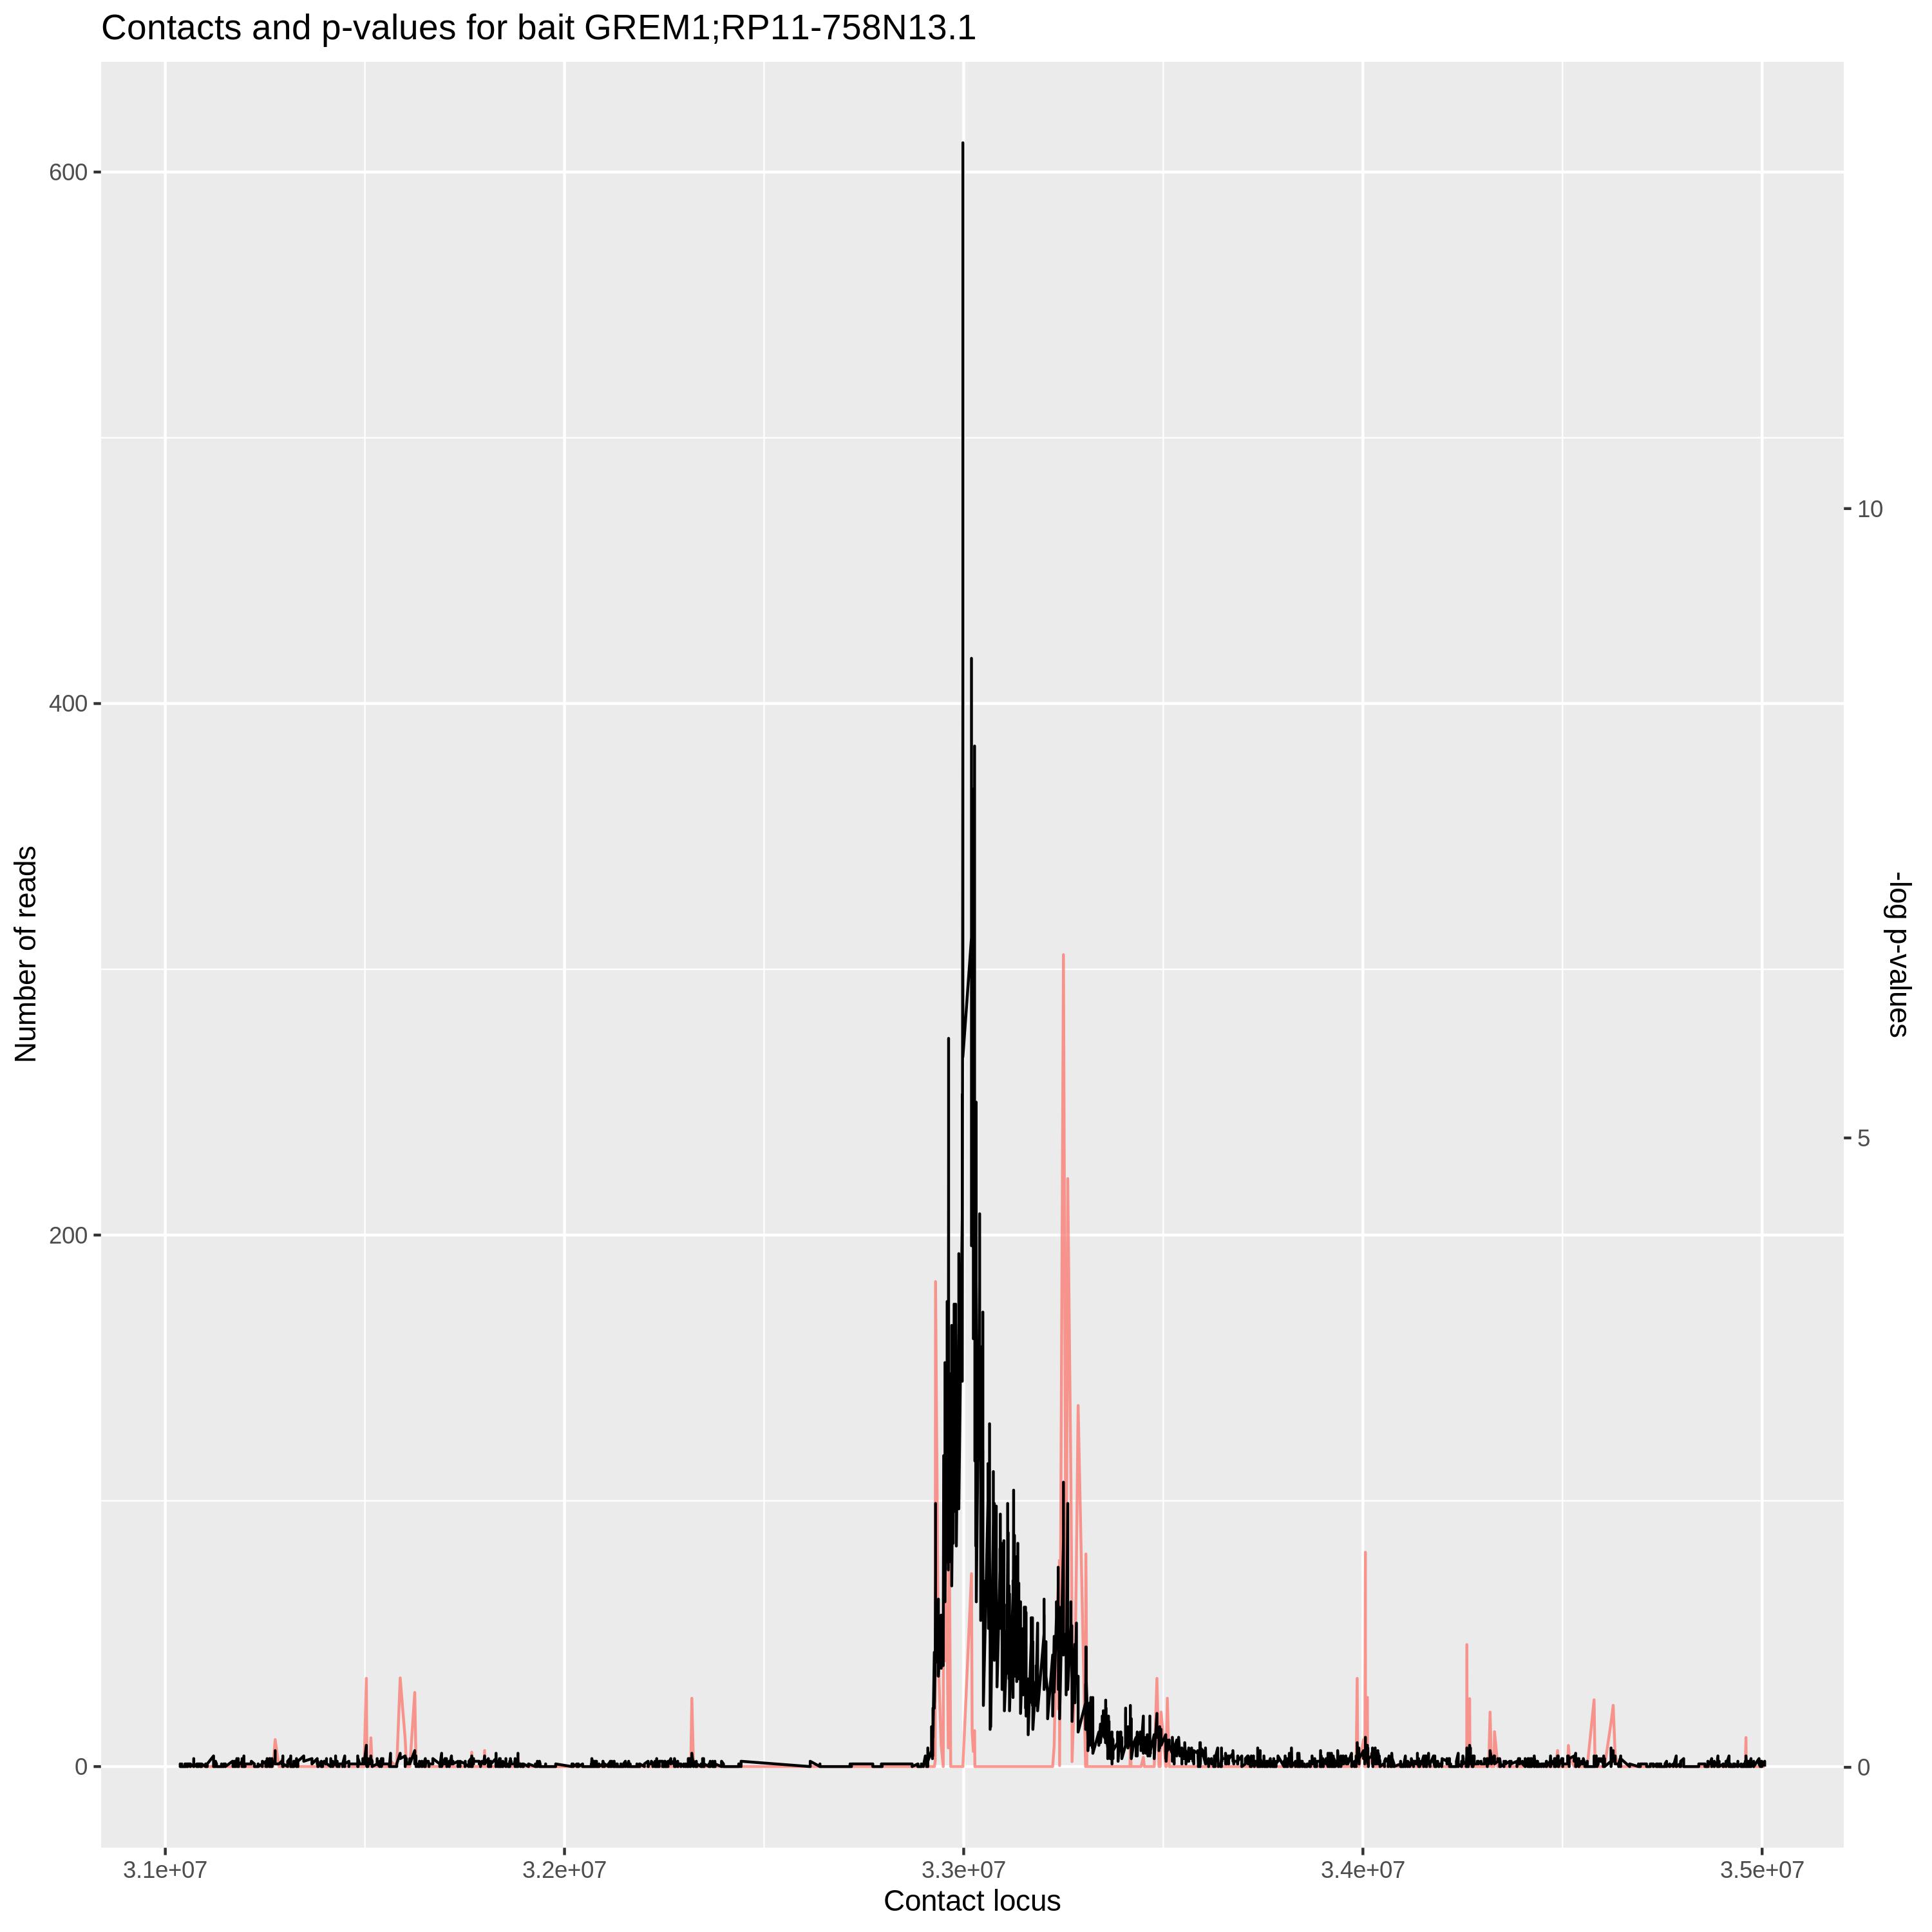 Contacts and p-values for bait GREM1;RP11-758N13.1
600
400
200
0
Number of reads
10
5
0
-log p-values
3.1e+07 3.2e+07 3.3e+07 3.4e+07 3.5e+07
Contact locus